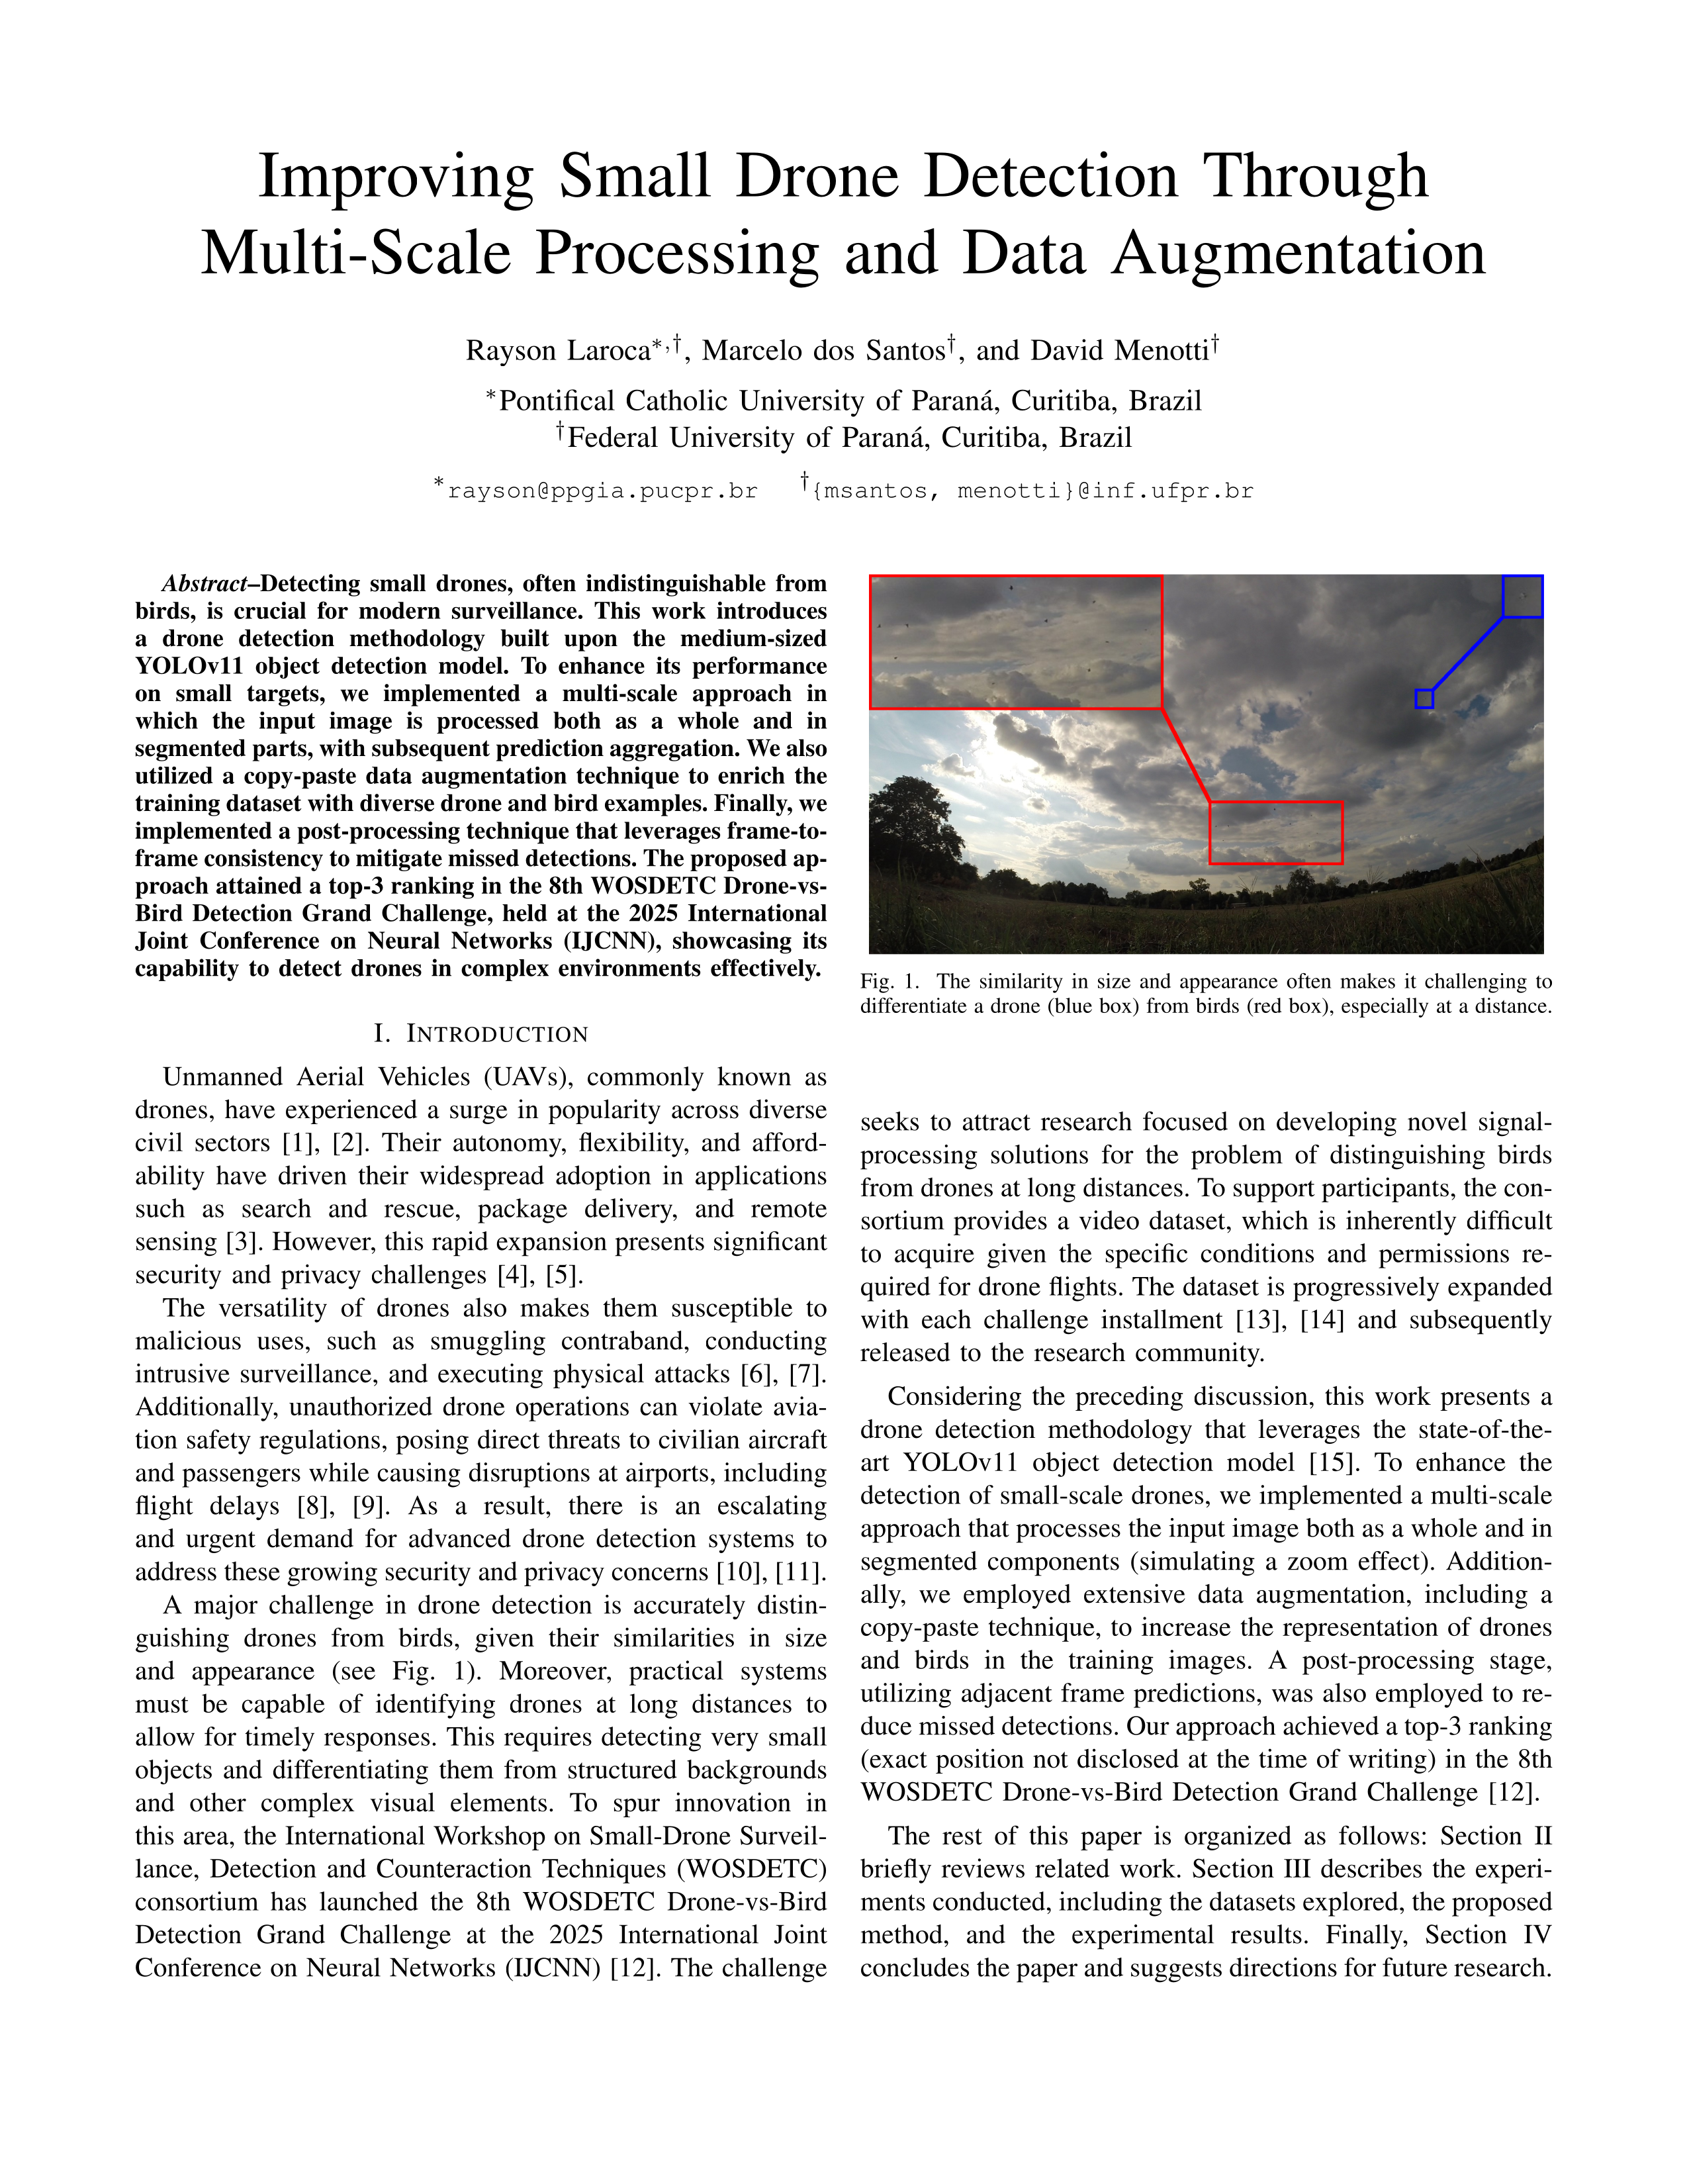 Improving Small Drone Detection Through
Multi-Scale Processing and Data Augmentation
Rayson Laroca*,†, Marcelo dos Santos†, and David Menotti†
*Pontifical Catholic University of Paraná, Curitiba, Brazil
†Federal University of Paraná, Curitiba, Brazil
*rayson@ppgia.pucpr.br †{msantos, menotti}@inf.ufpr.br
Abstract–Detecting small drones, often indistinguishable from
birds, is crucial for modern surveillance. This work introduces
a drone detection methodology built upon the medium-sized
YOLOv11 object detection model. To enhance its performance
on small targets, we implemented a multi-scale approach in
which the input image is processed both as a whole and in
segmented parts, with subsequent prediction aggregation. We also
utilized a copy-paste data augmentation technique to enrich the
training dataset with diverse drone and bird examples. Finally, we
implemented a post-processing technique that leverages frame-to-
frame consistency to mitigate missed detections. The proposed ap-
proach attained a top-3 ranking in the 8th WOSDETC Drone-vs-
Bird Detection Grand Challenge, held at the 2025 International
Joint Conference on Neural Networks (IJCNN), showcasing its
capability to detect drones in complex environments effectively.
I. INTRODUCTION
Unmanned Aerial Vehicles (UAVs), commonly known as
drones, have experienced a surge in popularity across diverse
civil sectors [1], [2]. Their autonomy, flexibility, and afford-
ability have driven their widespread adoption in applications
such as search and rescue, package delivery, and remote
sensing [3]. However, this rapid expansion presents significant
security and privacy challenges [4], [5].
The versatility of drones also makes them susceptible to
malicious uses, such as smuggling contraband, conducting
intrusive surveillance, and executing physical attacks [6], [7].
Additionally, unauthorized drone operations can violate avia-
tion safety regulations, posing direct threats to civilian aircraft
and passengers while causing disruptions at airports, including
flight delays [8], [9]. As a result, there is an escalating
and urgent demand for advanced drone detection systems to
address these growing security and privacy concerns [10], [11].
A major challenge in drone detection is accurately distin-
guishing drones from birds, given their similarities in size
and appearance (see Fig. 1). Moreover, practical systems
must be capable of identifying drones at long distances to
allow for timely responses. This requires detecting very small
objects and differentiating them from structured backgrounds
and other complex visual elements. To spur innovation in
this area, the International Workshop on Small-Drone Surveil-
lance, Detection and Counteraction Techniques (WOSDETC)
consortium has launched the 8th WOSDETC Drone-vs-Bird
Detection Grand Challenge at the 2025 International Joint
Conference on Neural Networks (IJCNN) [12]. The challenge
Fig. 1. The similarity in size and appearance often makes it challenging to
differentiate a drone (blue box) from birds (red box), especially at a distance.
seeks to attract research focused on developing novel signal-
processing solutions for the problem of distinguishing birds
from drones at long distances. To support participants, the con-
sortium provides a video dataset, which is inherently difficult
to acquire given the specific conditions and permissions re-
quired for drone flights. The dataset is progressively expanded
with each challenge installment [13], [14] and subsequently
released to the research community.
Considering the preceding discussion, this work presents a
drone detection methodology that leverages the state-of-the-
art YOLOv11 object detection model [15]. To enhance the
detection of small-scale drones, we implemented a multi-scale
approach that processes the input image both as a whole and in
segmented components (simulating a zoom effect). Addition-
ally, we employed extensive data augmentation, including a
copy-paste technique, to increase the representation of drones
and birds in the training images. A post-processing stage,
utilizing adjacent frame predictions, was also employed to re-
duce missed detections. Our approach achieved a top-3 ranking
(exact position not disclosed at the time of writing) in the 8th
WOSDETC Drone-vs-Bird Detection Grand Challenge [12].
The rest of this paper is organized as follows: Section II
briefly reviews related work. Section III describes the experi-
ments conducted, including the datasets explored, the proposed
method, and the experimental results. Finally, Section IV
concludes the paper and suggests directions for future research.